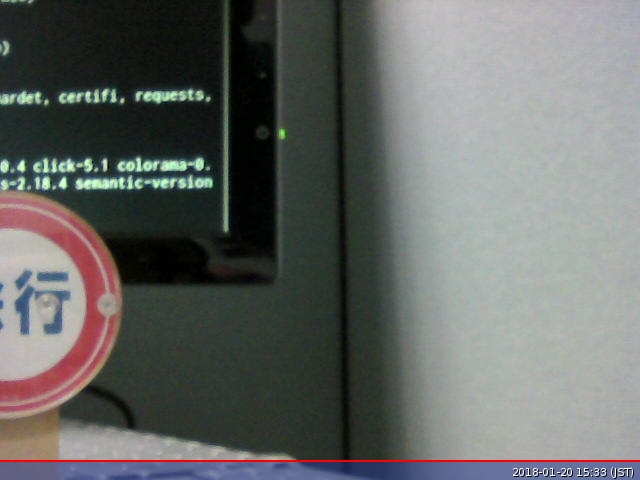 )
ardet, certifi, requests,
0.4 click-5.1 colorama-0.
s-2.18.4 semantic-version
行
2018-01-20 15:33 (JST)